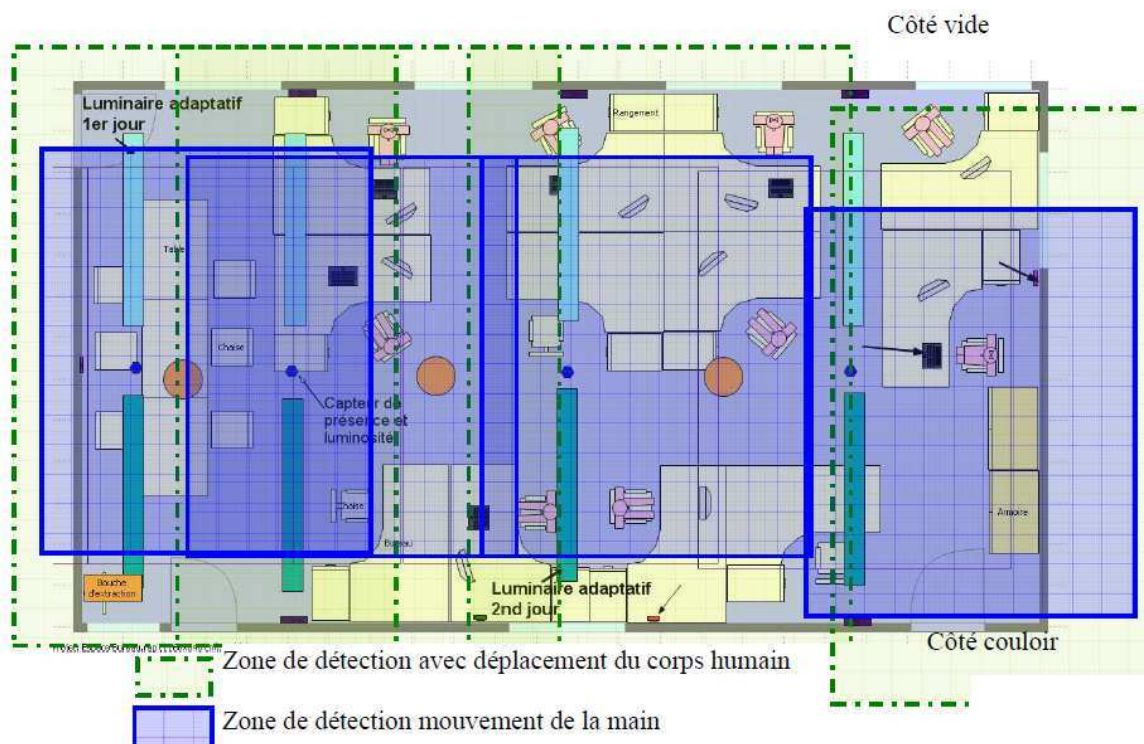 Côté vide
Luminaire adaptatif
1er jour
Rangement
Table
Chaise
Capteur de
présence et
luminosité
Chaise
Bureau
Armoire
Bouche
d'extraction
Luminaire adaptatif
2nd jour
Côté couloir
Zone de détection avec déplacement du corps humain
Zone de détection mouvement de la main